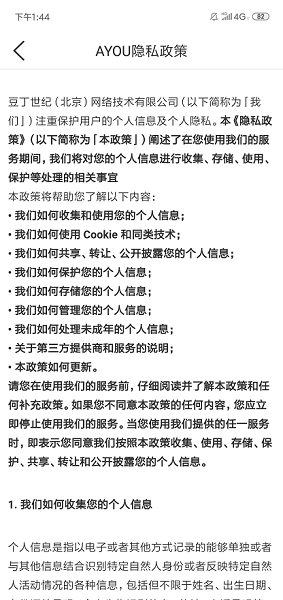 下午1:44
4G
82
AYOU隐私政策
豆丁世纪（北京）网络技术有限公司（以下简称为「我
们」）注重保护用户的个人信息及个人隐私。本《隐私政
策》（以下简称为「本政策」）阐述了在您使用我们的服
务期间，我们将对您的个人信息进行收集、存储、使用、
保护等处理的相关事宜
本政策将帮助您了解以下内容：
• 我们如何收集和使用您的个人信息；
• 我们如何使用 Cookie 和同类技术；
• 我们如何共享、转让、公开披露您的个人信息；
• 我们如何保护您的个人信息；
• 我们如何存储您的个人信息；
• 我们如何管理您的个人信息；
• 我们如何处理未成年的个人信息；
• 关于第三方提供商和服务的说明；
• 本政策如何更新。
请您在使用我们的服务前，仔细阅读并了解本政策和任
何补充政策。如果您不同意本政策的任何内容，您应立
即停止使用我们的服务。当您使用我们提供的任一服务
时，即表示您同意我们按照本政策收集、使用、存储、保
护、共享、转让和公开披露您的个人信息。
1. 我们如何收集您的个人信息
个人信息是指以电子或者其他方式记录的能够单独或者
与其他信息结合识别特定自然人身份或者反映特定自然
人活动情况的各种信息，包括但不限于姓名、出生日期、